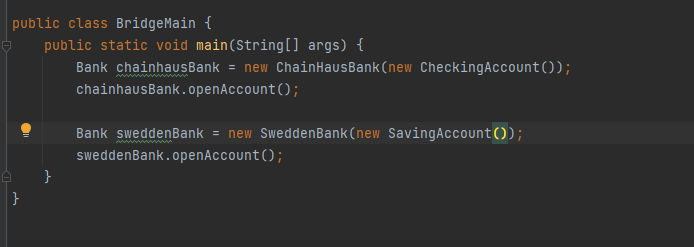 public class BridgeMain {
    public static void main(String[] args) {
        Bank chainhausBank = new ChainHausBank(new CheckingAccount());
        chainhausBank.openAccount();

        Bank sweddenBank = new SweddenBank(new SavingAccount());
        sweddenBank.openAccount();
    }
}